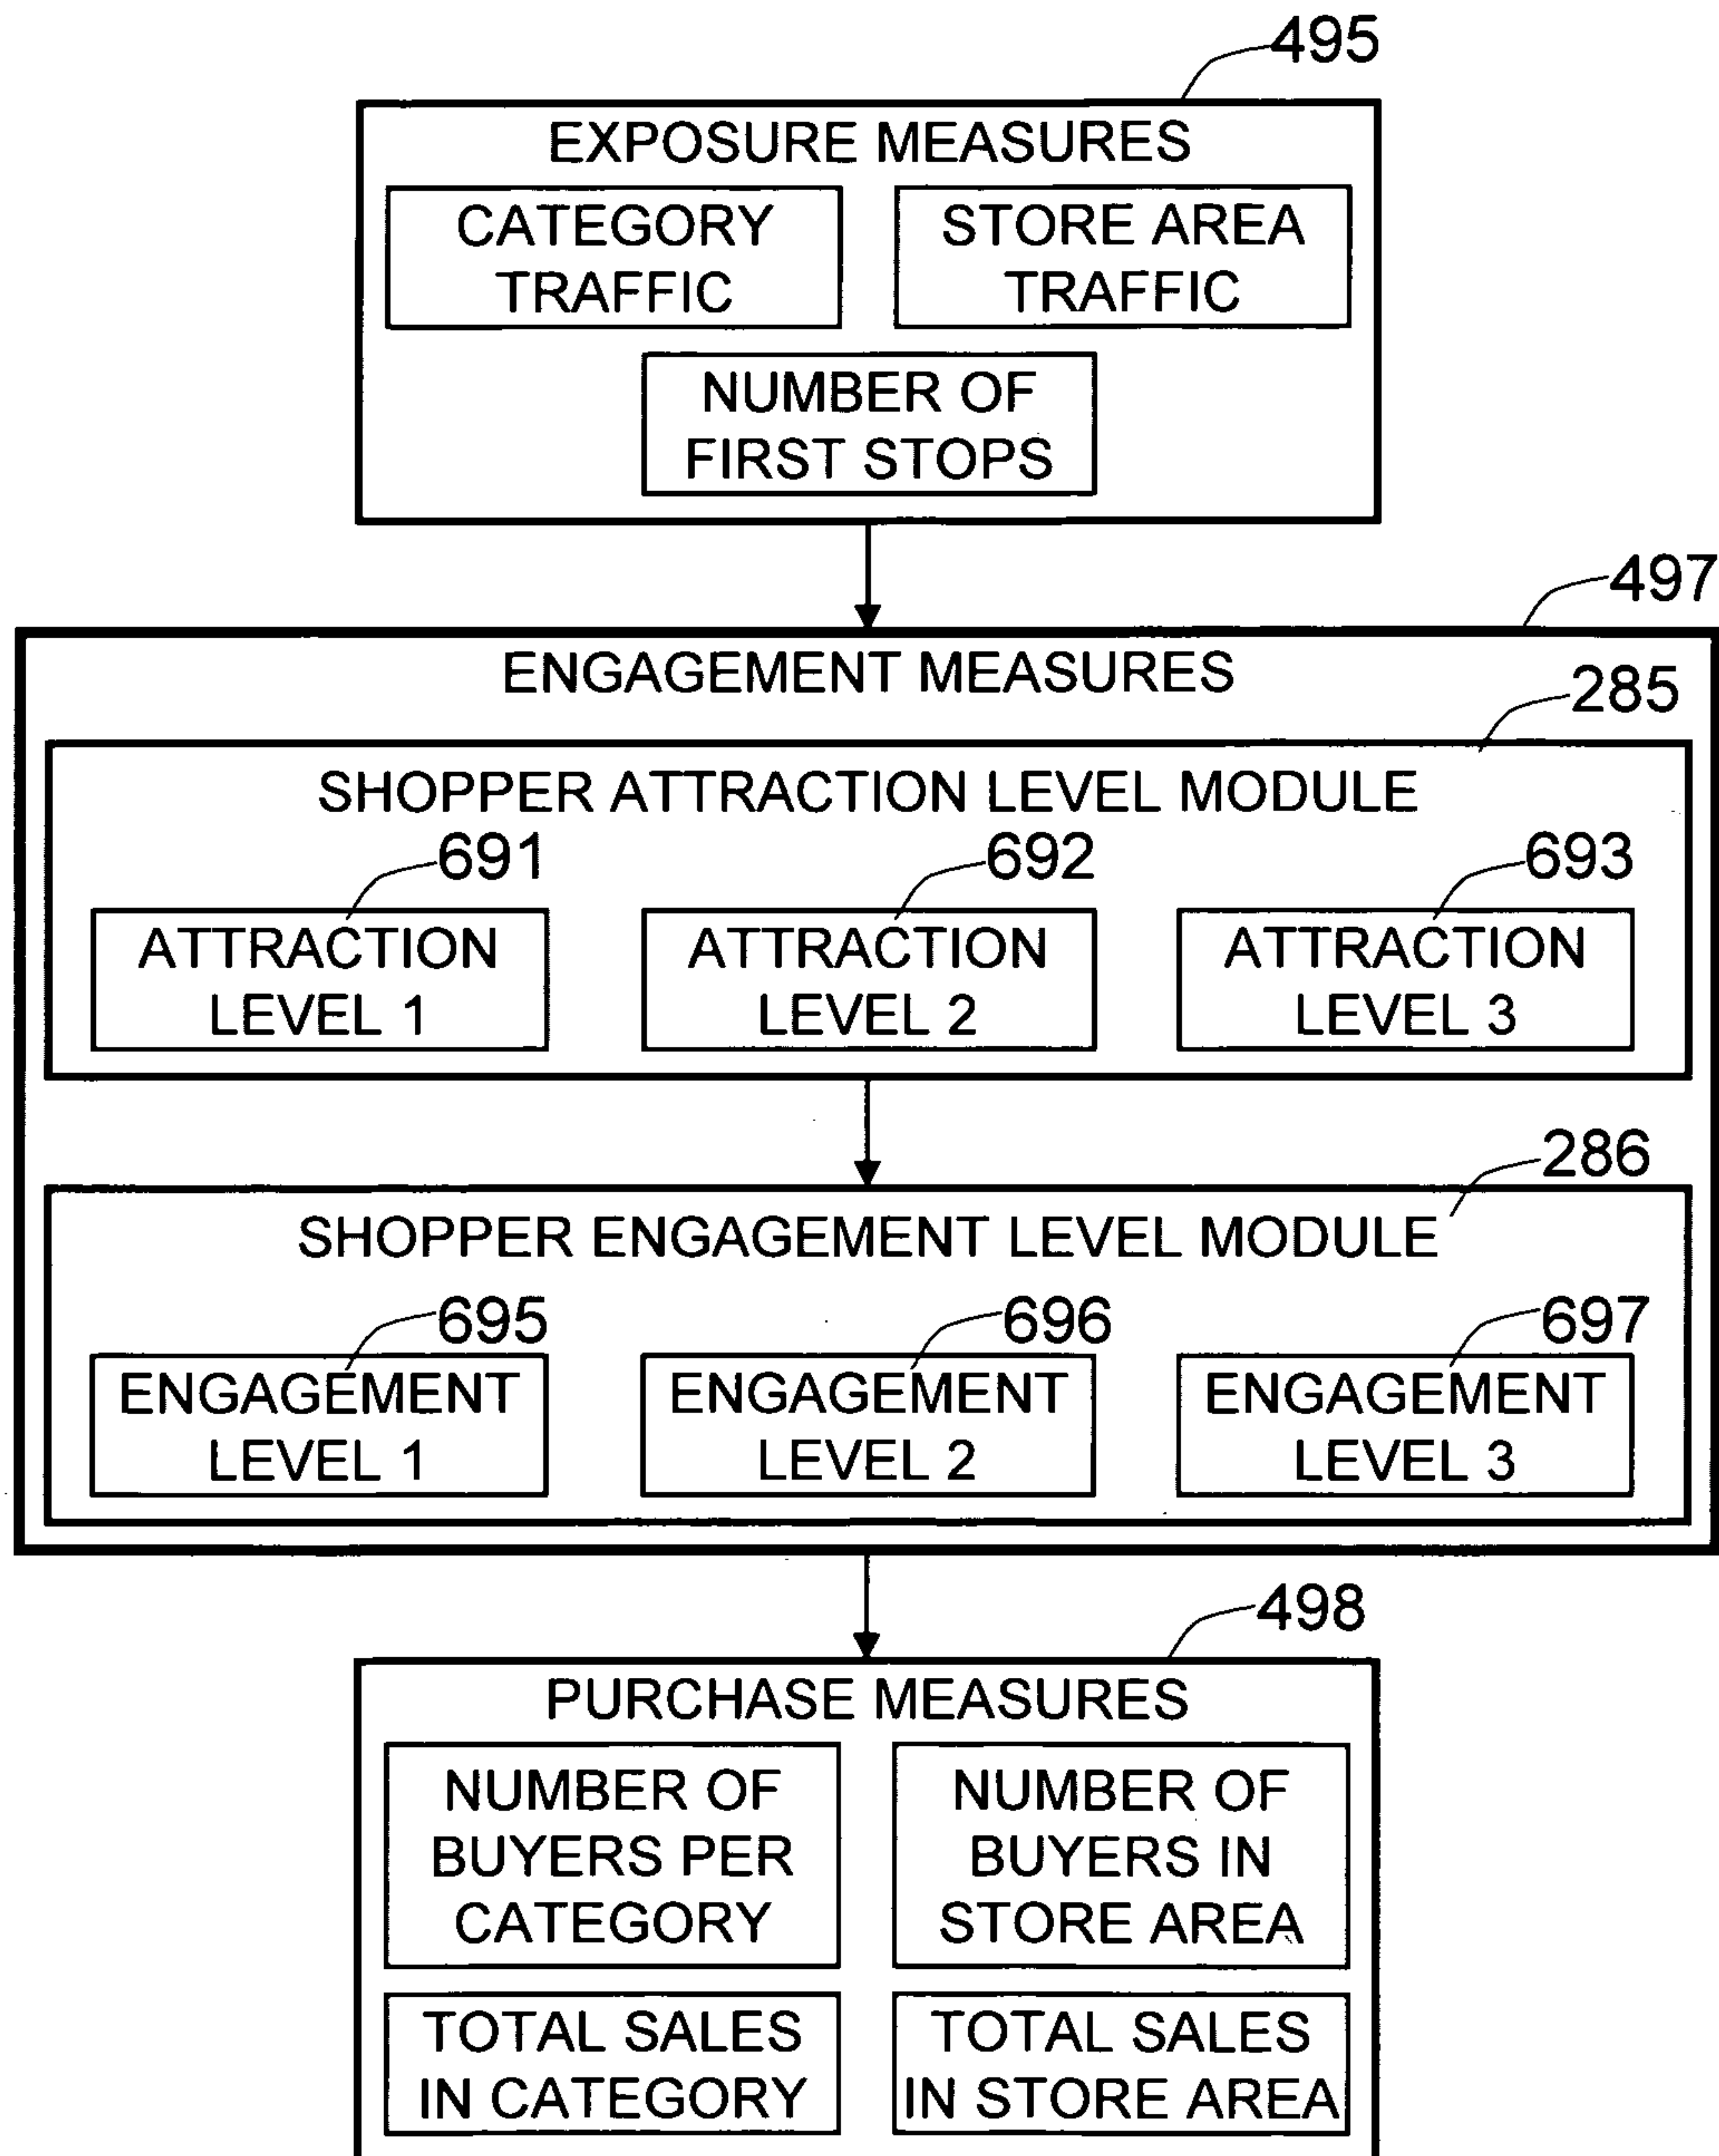 495
EXPOSURE MEASURES
CATEGORY
TRAFFIC
STORE AREA
TRAFFIC
NUMBER OF
FIRST STOPS
497
ENGAGEMENT MEASURES
285
SHOPPER ATTRACTION LEVEL MODULE
691
692
693
ATTRACTION
LEVEL 1
ATTRACTION
LEVEL 2
ATTRACTION
LEVEL 3
286
SHOPPER ENGAGEMENT LEVEL MODULE
695
696
697
ENGAGEMENT
LEVEL 1
ENGAGEMENT
LEVEL 2
ENGAGEMENT
LEVEL 3
498
PURCHASE MEASURES
NUMBER OF
BUYERS PER
CATEGORY
NUMBER OF
BUYERS IN
STORE AREA
TOTAL SALES
IN CATEGORY
TOTAL SALES
IN STORE AREA